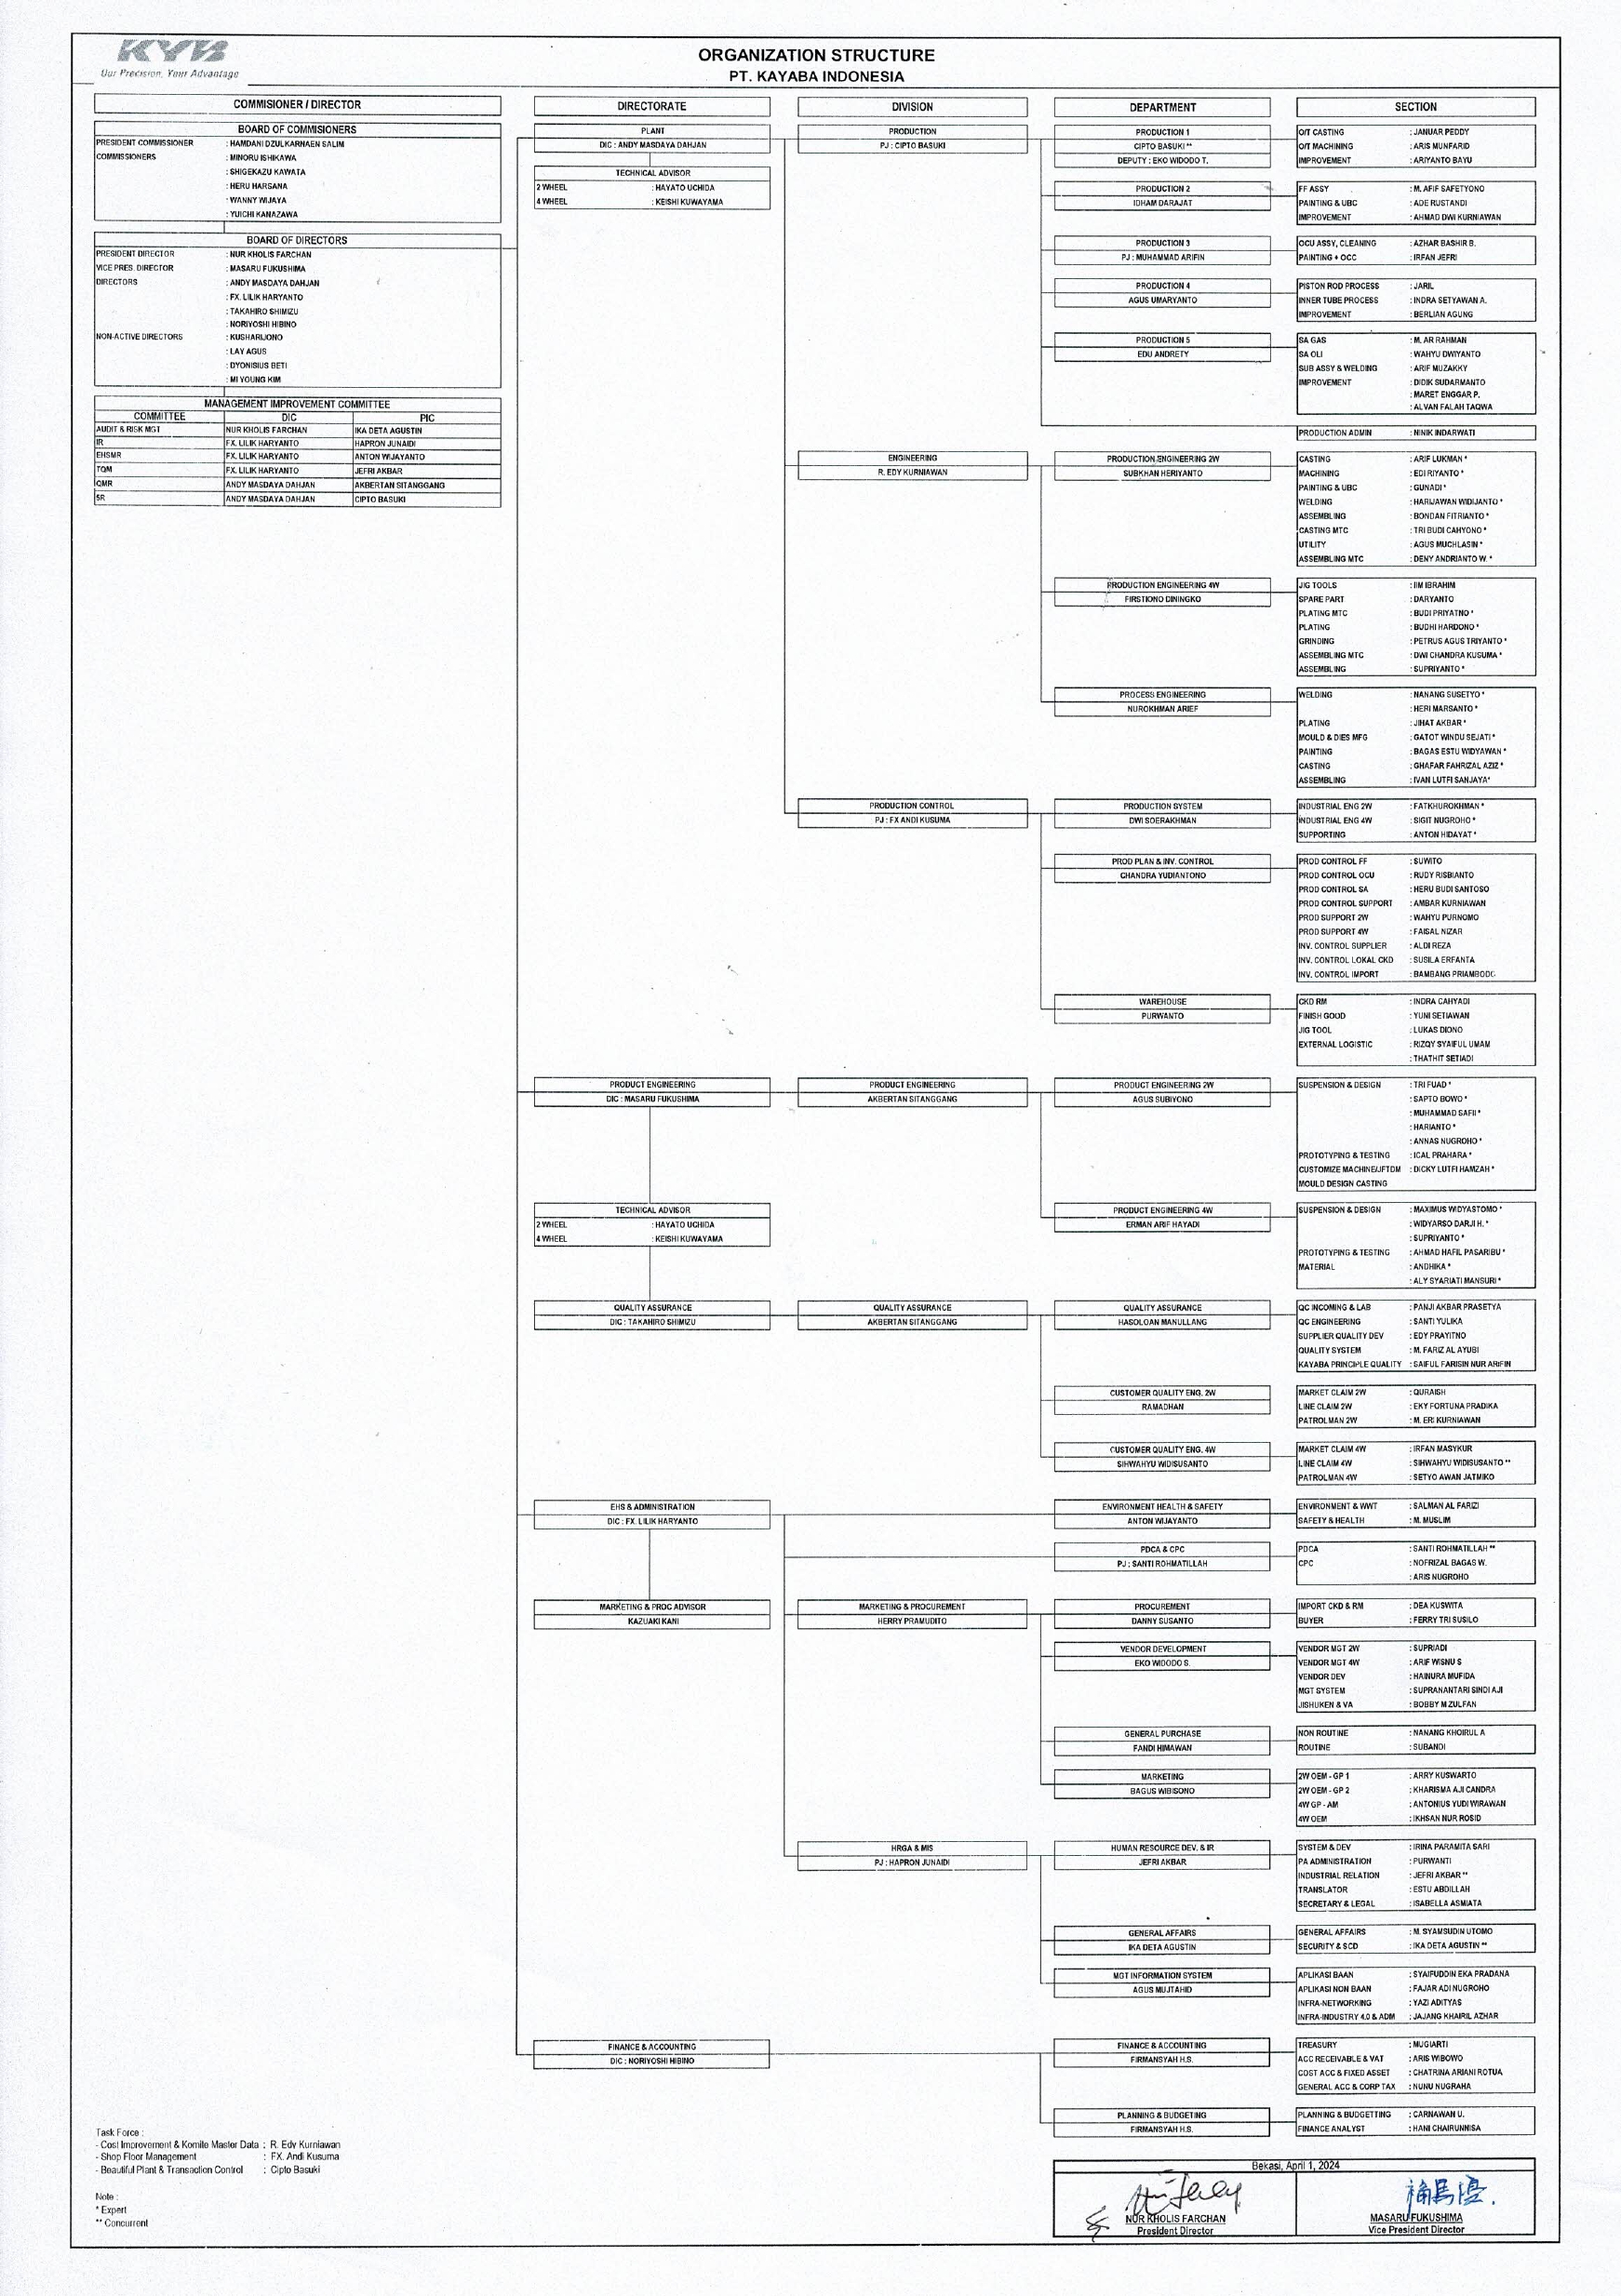 KYB
Our Precision, Your Advantage
ORGANIZATION STRUCTURE
PT. KAYABA INDONESIA
COMMISIONER / DIRECTOR
DIRECTORATE
DIVISION
DEPARTMENT
SECTION
BOARD OF COMMISIONERS
PRESIDENT COMMISSIONER : HAMDANI DZULKARNAEN SALIM
COMMISSIONERS : MINORU ISHIKAWA
: SHIGEKAZU KAWATA
: HERU HARSANA
: WANNY WIJAYA
: YUICHI KANAZAWA
BOARD OF DIRECTORS
PRESIDENT DIRECTOR : NUR KHOLIS FARCHAN
VICE PRES. DIRECTOR : MASARU FUKUSHIMA
DIRECTORS : ANDY MASDAYA DAHJAN
: FX. LILIK HARYANTO
: TAKAHIRO SHIMIZU
: NORIYOSHI HIBINO
NON-ACTIVE DIRECTORS : KUSHARIJONO
: LAY AGUS
: DYONISIUS BETI
: MI YOUNG KIM
MANAGEMENT IMPROVEMENT COMMITTEE
COMMITTEE DIC PIC
AUDIT & RISK MGT NUR KHOLIS FARCHAN IKA DETA AGUSTIN
IR FX. LILIK HARYANTO HAPRON JUNAIDI
EHSMR FX. LILIK HARYANTO ANTON WIJAYANTO
TQM FX. LILIK HARYANTO JEFRI AKBAR
QMR ANDY MASDAYA DAHJAN AKBERTAN SITANGGANG
SR ANDY MASDAYA DAHJAN CIPTO BASUKI
PLANT
DIC : ANDY MASDAYA DAHJAN
TECHNICAL ADVISOR
2 WHEEL : HAYATO UCHIDA
4 WHEEL : KEISHI KUWAYAMA
PRODUCTION
PJ : CIPTO BASUKI
PRODUCTION 1
CIPTO BASUKI **
DEPUTY : EKO WIDODO T.
O/T CASTING : JANUAR PEDDY
O/T MACHINING : ARIS MUNFARID
IMPROVEMENT : ARIYANTO BAYU
PRODUCTION 2
IDHAM DARAJAT
FF ASSY : M. AFIF SAFETYONO
PAINTING & UBC : ADE RUSTANDI
IMPROVEMENT : AHMAD DWI KURNIAWAN
PRODUCTION 3
PJ : MUHAMMAD ARIFIN
OCU ASSY, CLEANING : AZHAR BASHIR B.
PAINTING + OCC : IRFAN JEFRI
PRODUCTION 4
AGUS UMARYANTO
PISTON ROD PROCESS : JARIL
INNER TUBE PROCESS : INDRA SETYAWAN A.
IMPROVEMENT : BERLIAN AGUNG
PRODUCTION 5
EDU ANDRETY
SA GAS : M. AR RAHMAN
SA OLI : WAHYU DWIYANTO
SUB ASSY & WELDING : ARIF MUZAKKY
IMPROVEMENT : DIDIK SUDARMANTO
: MARET ENGGAR P.
: ALVAN FALAH TAQWA
PRODUCTION ADMIN : NINIK INDARWATI
ENGINEERING
R. EDY KURNIAWAN
PRODUCTION ENGINEERING 2W
SUBKHAN HERIYANTO
CASTING : ARIF LUKMAN *
MACHINING : EDI RIYANTO *
PAINTING & UBC : GUNADI *
WELDING : HARIJAWAN WIDIJANTO *
ASSEMBLING : BONDAN FITRIANTO *
CASTING MTC : TRI BUDI CAHYONO *
UTILITY : AGUS MUCHLASIN *
ASSEMBLING MTC : DENY ANDRIANTO W. *
PRODUCTION ENGINEERING 4W
FIRSTIONO DININGKO
JIG TOOLS : IIM IBRAHIM
SPARE PART : DARYANTO
PLATING MTC : BUDI PRIYATNO *
PLATING : BUDHI HARDONO *
GRINDING : PETRUS AGUS TRIYANTO *
ASSEMBLING MTC : DWI CHANDRA KUSUMA *
ASSEMBLING : SUPRIYANTO *
PROCESS ENGINEERING
NUROKHMAN ARIEF
WELDING : NANANG SUSETYO *
: HERI MARSANTO *
PLATING : JIHAT AKBAR *
MOULD & DIES MFG : GATOT WINDU SEJATI *
PAINTING : BAGAS ESTU WIDYAWAN *
CASTING : GHAFAR FAHRIZAL AZIZ *
ASSEMBLING : IVAN LUTFI SANJAYA*
PRODUCTION CONTROL
PJ : FX ANDI KUSUMA
PRODUCTION SYSTEM
DWI SOERAKHMAN
INDUSTRIAL ENG 2W : FATKHUROKHMAN *
INDUSTRIAL ENG 4W : SIGIT NUGROHO *
SUPPORTING : ANTON HIDAYAT *
PROD PLAN & INV. CONTROL
CHANDRA YUDIANTONO
PROD CONTROL FF : SUWITO
PROD CONTROL OCU : RUDY RISBIANTO
PROD CONTROL SA : HERU BUDI SANTOSO
PROD CONTROL SUPPORT : AMBAR KURNIAWAN
PROD SUPPORT 2W : WAHYU PURNOMO
PROD SUPPORT 4W : FAISAL NIZAR
INV. CONTROL SUPPLIER : ALDI REZA
INV. CONTROL LOKAL CKD : SUSILA ERFANTA
INV. CONTROL IMPORT : BAMBANG PRIAMBODO
WAREHOUSE
PURWANTO
CKD RM : INDRA CAHYADI
FINISH GOOD : YUNI SETIAWAN
JIG TOOL : LUKAS DIONO
EXTERNAL LOGISTIC : RIZQY SYAIFUL UMAM
: THATHIT SETIADI
PRODUCT ENGINEERING
DIC : MASARU FUKUSHIMA
PRODUCT ENGINEERING
AKBERTAN SITANGGANG
PRODUCT ENGINEERING 2W
AGUS SUBIYONO
SUSPENSION & DESIGN : TRI FUAD *
: SAPTO BOWO *
: MUHAMMAD SAFII *
: HARIANTO *
: ANNAS NUGROHO *
PROTOTYPING & TESTING : ICAL PRAHARA *
CUSTOMIZE MACHINE/JFTDM : DICKY LUTFI HAMZAH *
MOULD DESIGN CASTING
TECHNICAL ADVISOR
2 WHEEL : HAYATO UCHIDA
4 WHEEL : KEISHI KUWAYAMA
PRODUCT ENGINEERING 4W
ERMAN ARIF HAYADI
SUSPENSION & DESIGN : MAXIMUS WIDYASTOMO *
: WIDYARSO DARJI H. *
: SUPRIYANTO *
PROTOTYPING & TESTING : AHMAD HAFIL PASARIBU *
MATERIAL : ANDHIKA *
: ALY SYARIATI MANSURI *
QUALITY ASSURANCE
DIC : TAKAHIRO SHIMIZU
QUALITY ASSURANCE
AKBERTAN SITANGGANG
QUALITY ASSURANCE
HASOLOAN MANULLANG
QC INCOMING & LAB : PANJI AKBAR PRASETYA
QC ENGINEERING : SANTI YULIKA
SUPPLIER QUALITY DEV : EDY PRAYITNO
QUALITY SYSTEM : M. FARIZ AL AYUBI
KAYABA PRINCIPLE QUALITY : SAIFUL FARISIN NUR ARIFIN
CUSTOMER QUALITY ENG. 2W
RAMADHAN
MARKET CLAIM 2W : QURAISH
LINE CLAIM 2W : EKY FORTUNA PRADIKA
PATROLMAN 2W : M. ERI KURNIAWAN
CUSTOMER QUALITY ENG. 4W
SIHWAHYU WIDISUSANTO
MARKET CLAIM 4W : IRFAN MASYKUR
LINE CLAIM 4W : SIHWAHYU WIDISUSANTO **
PATROLMAN 4W : SETYO AWAN JATMIKO
EHS & ADMINISTRATION
DIC : FX. LILIK HARYANTO
ENVIRONMENT HEALTH & SAFETY
ANTON WIJAYANTO
ENVIRONMENT & WWT : SALMAN AL FARIZI
SAFETY & HEALTH : M. MUSLIM
PDCA & CPC
PJ : SANTI ROHMATILLAH
PDCA : SANTI ROHMATILLAH **
CPC : NOFRIZAL BAGAS W.
: ARIS NUGROHO
MARKETING & PROC ADVISOR
KAZUAKI KANI
MARKETING & PROCUREMENT
HERRY PRAMUDITO
PROCUREMENT
DANNY SUSANTO
IMPORT CKD & RM : DEA KUSWITA
BUYER : FERRY TRI SUSILO
VENDOR DEVELOPMENT
EKO WIDODO S.
VENDOR MGT 2W : SUPRIADI
VENDOR MGT 4W : ARIF WISNU S
VENDOR DEV : HAINURA MUFIDA
MGT SYSTEM : SUPRANANTARI SINDI AJI
JISHUKEN & VA : BOBBY M ZULFAN
GENERAL PURCHASE
FANDI HIMAWAN
NON ROUTINE : NANANG KHOIRUL A
ROUTINE : SUBANDI
MARKETING
BAGUS WIBISONO
2W OEM - GP 1 : ARRY KUSWARTO
2W OEM - GP 2 : KHARISMA AJI CANDRA
4W GP - AM : ANTONIUS YUDI WIRAWAN
4W OEM : IKHSAN NUR ROSID
HRGA & MIS
PJ : HAPRON JUNAIDI
HUMAN RESOURCE DEV. & IR
JEFRI AKBAR
SYSTEM & DEV : IRINA PARAMITA SARI
PA ADMINISTRATION : PURWANTI
INDUSTRIAL RELATION : JEFRI AKBAR **
TRANSLATOR : ESTU ABDILLAH
SECRETARY & LEGAL : ISABELLA ASMIATA
GENERAL AFFAIRS
IKA DETA AGUSTIN
GENERAL AFFAIRS : M. SYAMSUDIN UTOMO
SECURITY & SCD : IKA DETA AGUSTIN **
MGT INFORMATION SYSTEM
AGUS MUJTAHID
APLIKASI BAAN : SYAIFUDDIN EKA PRADANA
APLIKASI NON BAAN : FAJAR ADI NUGROHO
INFRA-NETWORKING : YAZI ADITYAS
INFRA-INDUSTRY 4.0 & ADM : JAJANG KHAIRIL AZHAR
FINANCE & ACCOUNTING
DIC : NORIYOSHI HIBINO
FINANCE & ACCOUNTING
FIRMANSYAH H.S.
TREASURY : MUGIARTI
ACC RECEIVABLE & VAT : ARIS WIBOWO
COST ACC & FIXED ASSET : CHATRINA ARIANI ROTUA
GENERAL ACC & CORP TAX : NUNU NUGRAHA
PLANNING & BUDGETING
FIRMANSYAH H.S.
PLANNING & BUDGETTING : CARNAWAN U.
FINANCE ANALYST : HANI CHAIRUNNISA
Task Force :
- Cost Improvement & Komite Master Data : R. Edy Kurniawan
- Shop Floor Management : FX. Andi Kusuma
- Beautiful Plant & Transaction Control : Cipto Basuki
Note :
* Expert
** Concurrent
Bekasi, April 1, 2024
NUR KHOLIS FARCHAN
President Director
MASARU FUKUSHIMA
Vice President Director